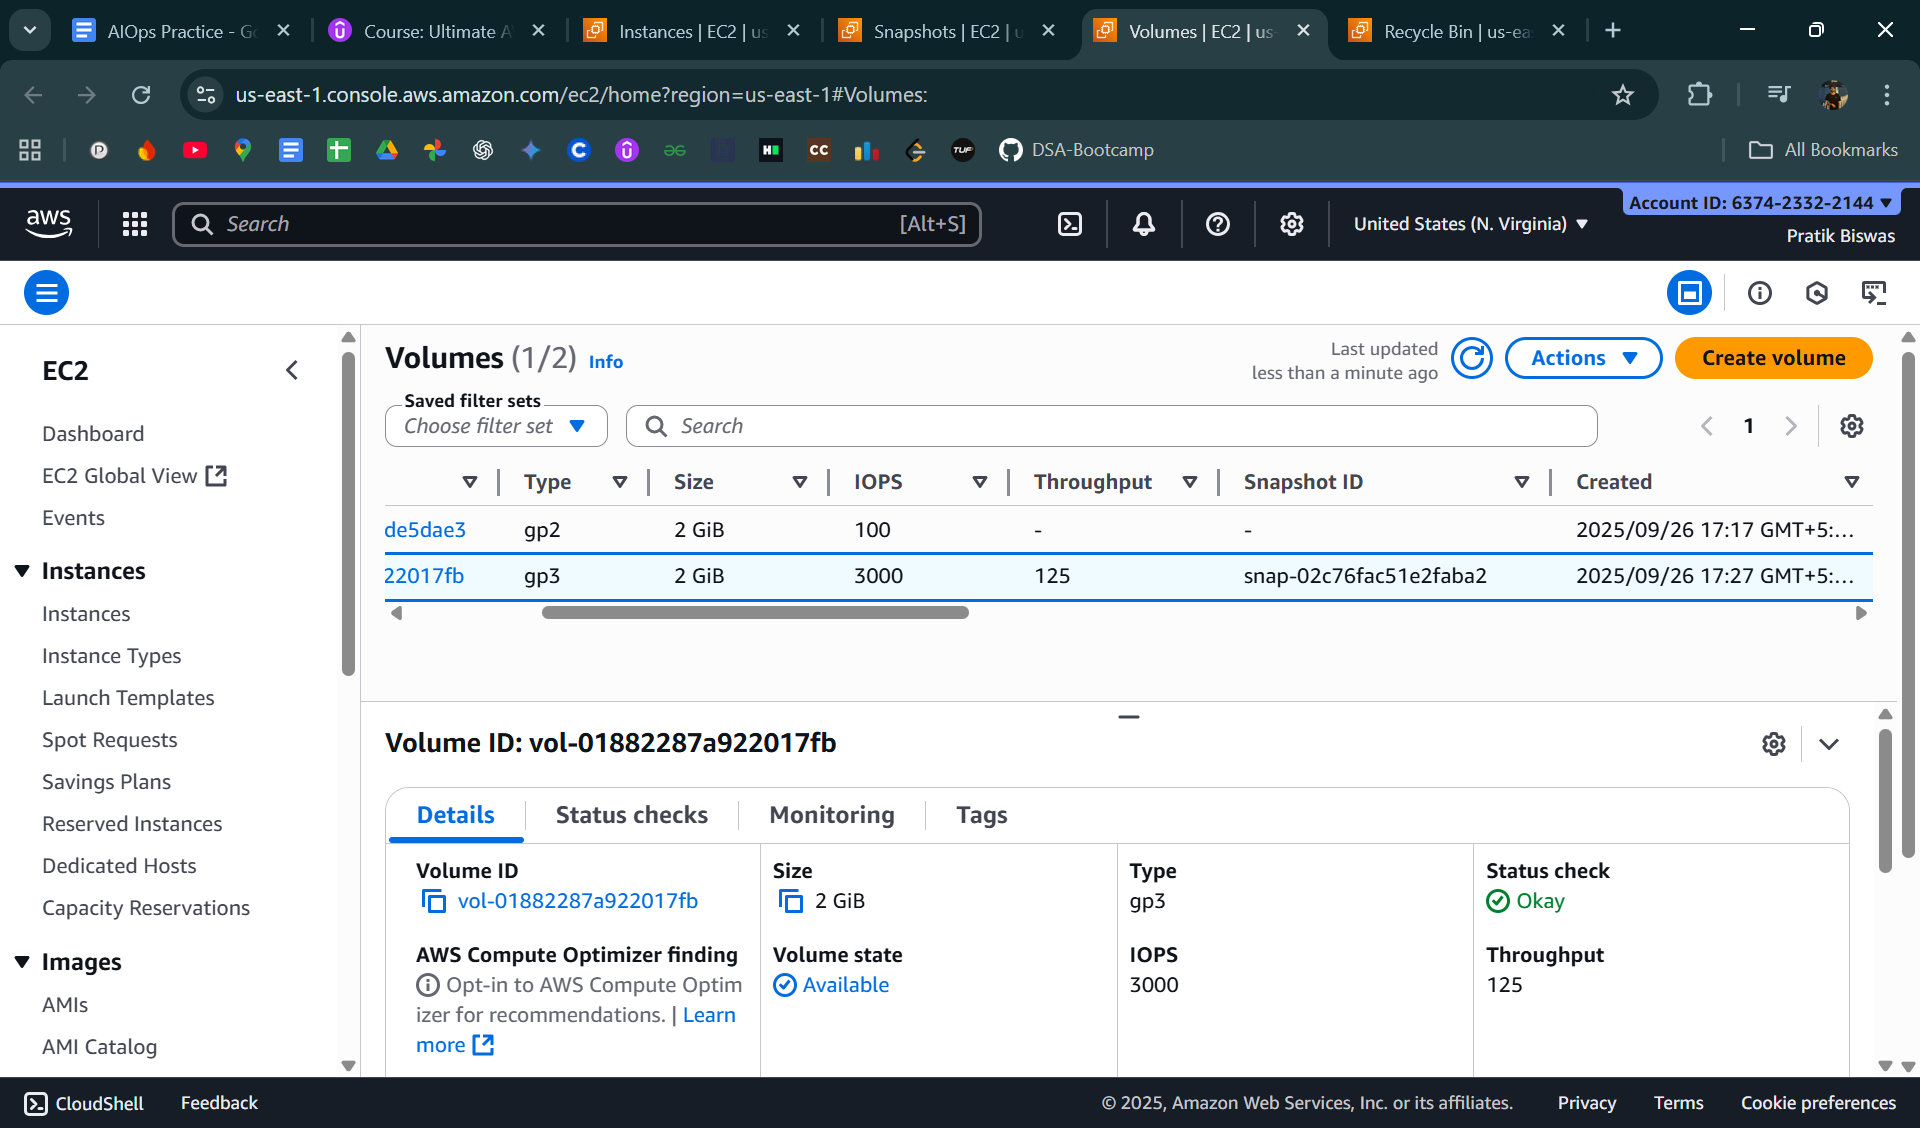 AIOps Practice - Go
Course: Ultimate A
Instances | EC2 | us
Snapshots | EC2 | u
Volumes | EC2 | us-
Recycle Bin | us-ea
us-east-1.console.aws.amazon.com/ec2/home?region=us-east-1#Volumes:
DSA-Bootcamp
All Bookmarks
aws
Search
[Alt+S]
United States (N. Virginia)
Account ID: 6374-2332-2144
Pratik Biswas
EC2
Dashboard
EC2 Global View
Events
Instances
Instances
Instance Types
Launch Templates
Spot Requests
Savings Plans
Reserved Instances
Dedicated Hosts
Capacity Reservations
Images
AMIs
AMI Catalog
Volumes (1/2) Info
Last updated
less than a minute ago
Actions
Create volume
Saved filter sets
Choose filter set
Search
1
Type Size IOPS Throughput Snapshot ID Created
de5dae3 gp2 2 GiB 100 - - 2025/09/26 17:17 GMT+5:...
22017fb gp3 2 GiB 3000 125 snap-02c76fac51e2faba2 2025/09/26 17:27 GMT+5:...
Volume ID: vol-01882287a922017fb
Details Status checks Monitoring Tags
Volume ID
vol-01882287a922017fb
Size
2 GiB
Type
gp3
Status check
Okay
AWS Compute Optimizer finding
Opt-in to AWS Compute Optim
izer for recommendations. | Learn
more
Volume state
Available
IOPS
3000
Throughput
125
CloudShell
Feedback
© 2025, Amazon Web Services, Inc. or its affiliates.
Privacy
Terms
Cookie preferences